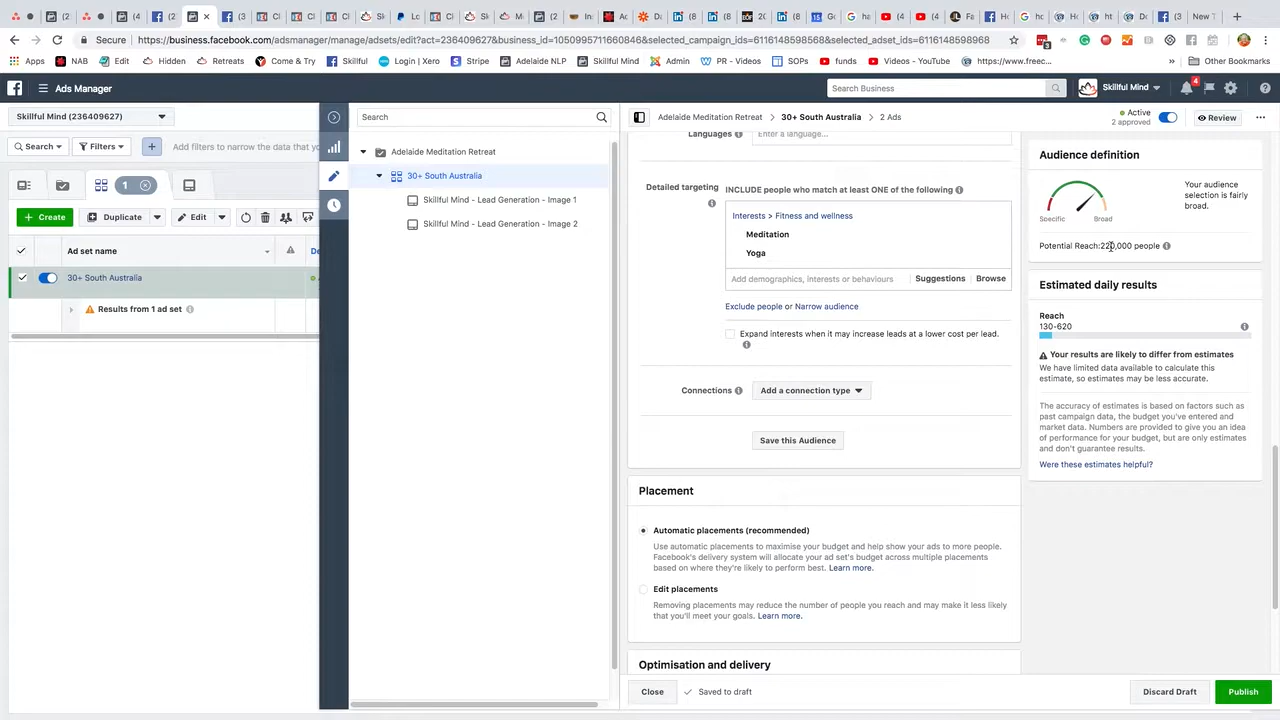 Secure
https://business.facebook.com/adsmanager/manage/adsets/edit?act=236409627&business_id=1050995711660846&selected_campaign_ids=6116148598568&selected_adset_ids=6116148598968
Apps
NAB
Edit
Hidden
Retreats
Come & Try
Skillful
Login | Xero
Stripe
Adelaide NLP
Skillful Mind
Admin
PR - Videos
SOPs
funds
Videos - YouTube
https://www.freec...
Other Bookmarks
Ads Manager
Search Business
Skillful Mind
4
Skillful Mind (236409627)
Search
Filters
Add filters to narrow the data that you
1
Create
Duplicate
Edit
Ad set name
De
30+ South Australia
Results from 1 ad set
Search
Adelaide Meditation Retreat
30+ South Australia
Skillful Mind - Lead Generation - Image 1
Skillful Mind - Lead Generation - Image 2
Adelaide Meditation Retreat > 30+ South Australia > 2 Ads
Active
2 approved
Review
Languages
Enter a language...
Detailed targeting
INCLUDE people who match at least ONE of the following
Interests > Fitness and wellness
Meditation
Yoga
Add demographics, interests or behaviours
Suggestions
Browse
Exclude people or Narrow audience
Expand interests when it may increase leads at a lower cost per lead.
Connections
Add a connection type
Save this Audience
Placement
Automatic placements (recommended)
Use automatic placements to maximise your budget and help show your ads to more people.
Facebook's delivery system will allocate your ad set's budget across multiple placements
based on where they're likely to perform best. Learn more.
Edit placements
Removing placements may reduce the number of people you reach and may make it less likely
that you'll meet your goals. Learn more.
Optimisation and delivery
Close
Saved to draft
Discard Draft
Publish
Audience definition
Specific
Broad
Your audience
selection is fairly
broad.
Potential Reach:220,000 people
Estimated daily results
Reach
130-620
Your results are likely to differ from estimates
We have limited data available to calculate this
estimate, so estimates may be less accurate.
The accuracy of estimates is based on factors such as
past campaign data, the budget you've entered and
market data. Numbers are provided to give you an idea
of performance for your budget, but are only estimates
and don't guarantee results.
Were these estimates helpful?